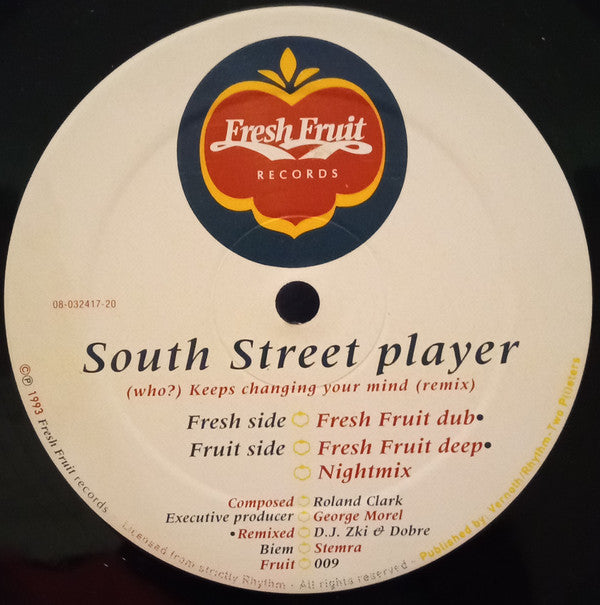 Fresh Fruit
RECORDS
08-032417-20
South Street player
(who?) Keeps changing your mind (remix)
Fresh side Fresh Fruit dub•
Fruit side Fresh Fruit deep•
Nightmix
Composed Roland Clark
Executive producer George Morel
•Remixed D.J. Zki & Dobre
Biem Stemra
Fruit 009
©℗ 1993 Fresh Fruit records
Licensed from strictly Rhythm - All rights reserved - Published by: Rhythm-Two